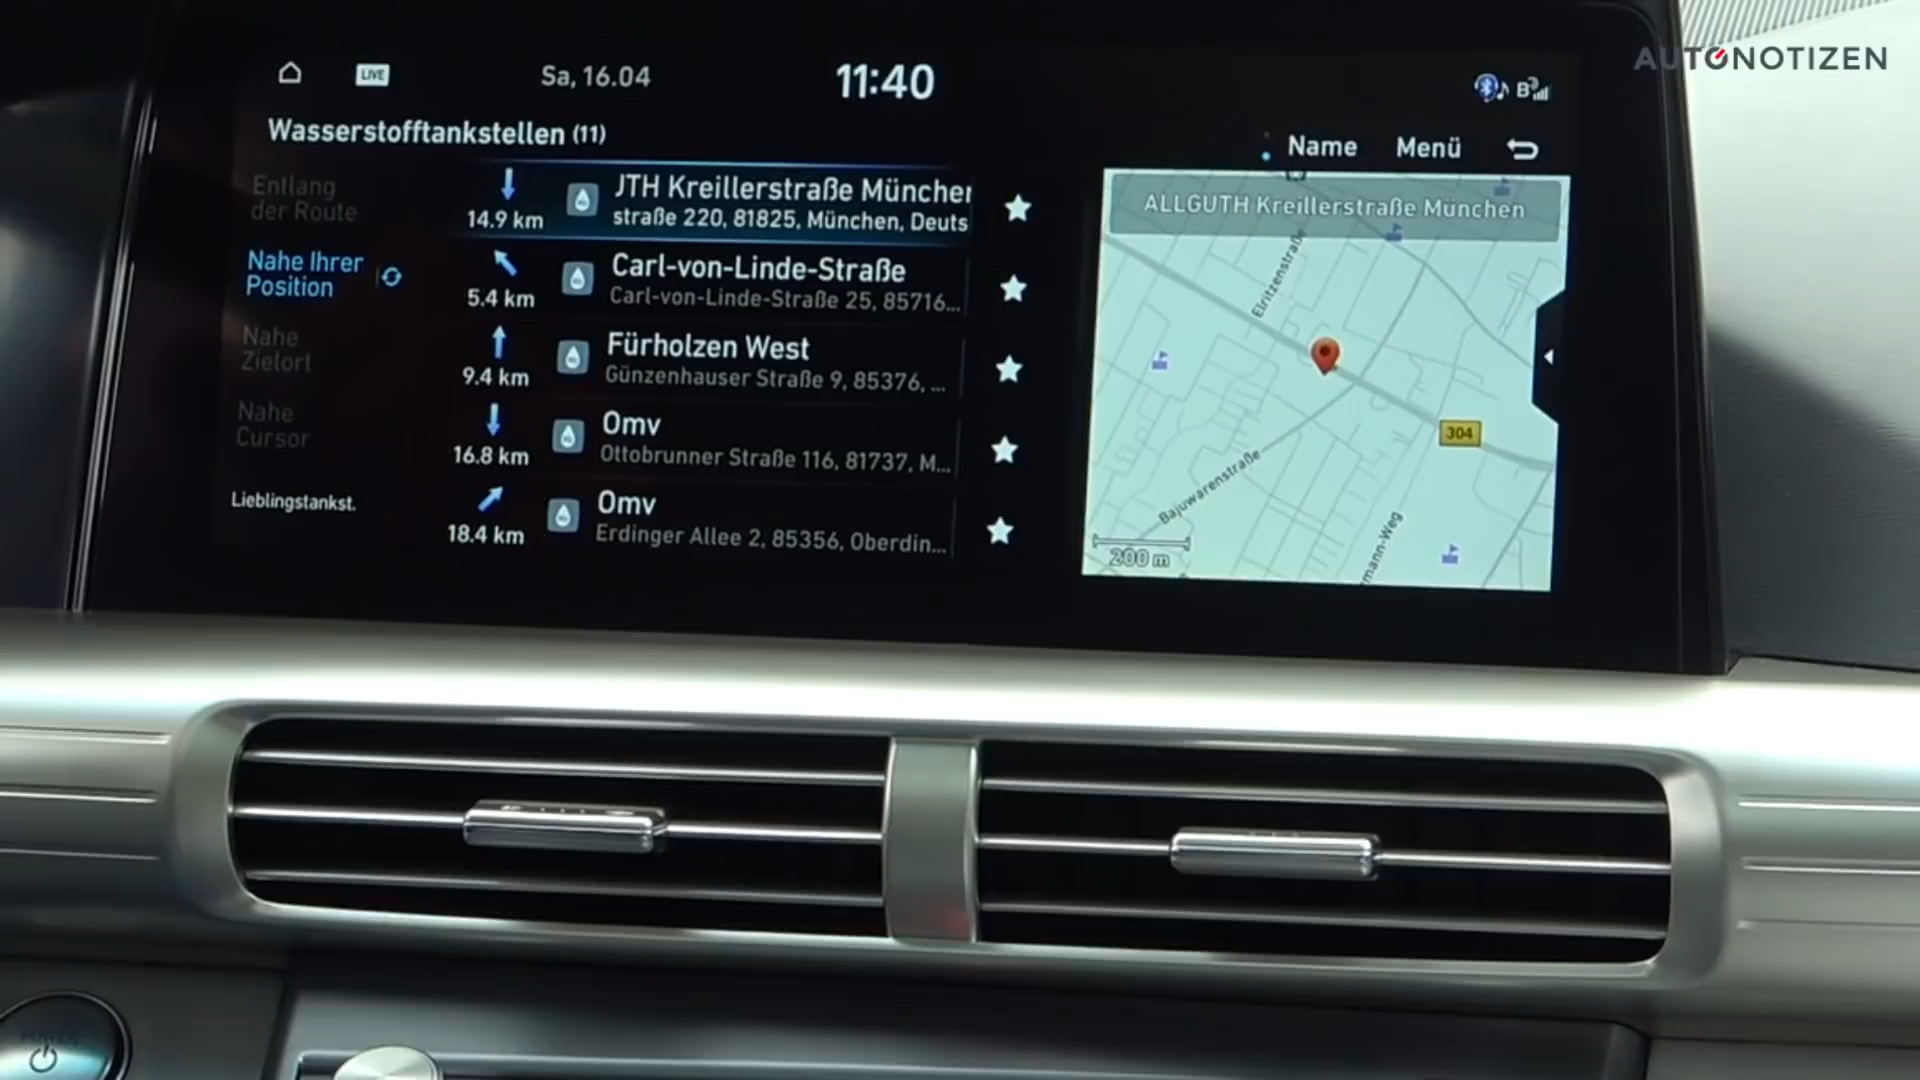 AUTONOTIZEN
LIVE
Sa, 16.04
11:40
Wasserstofftankstellen (11)
Name
Menü
Entlang
der Route
Nahe Ihrer
Position
Nahe
Zielort
Nahe
Cursor
Lieblingstankst.
14.9 km
JTH Kreillerstraße München
straße 220, 81825, München, Deuts
5.4 km
Carl-von-Linde-Straße
Carl-von-Linde-Straße 25, 85716...
9.4 km
Fürholzen West
Günzenhauser Straße 9, 85376, ...
16.8 km
Omv
Ottobrunner Straße 116, 81737, M...
18.4 km
Omv
Erdinger Allee 2, 85356, Oberdin...
ALLGUTH Kreillerstraße München
Elritzenstraße
304
Bajuwarenstraße
mann-Weg
200 m
POWER